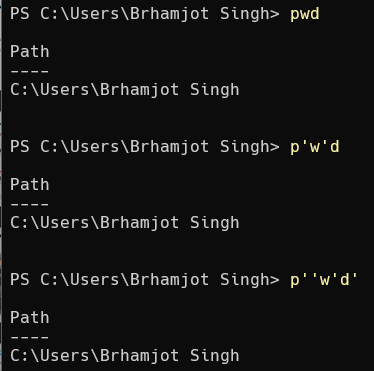 PS C:\Users\Brhamjot Singh> pwd
Path
----
C:\Users\Brhamjot Singh
PS C:\Users\Brhamjot Singh> p'w'd
Path
----
C:\Users\Brhamjot Singh
PS C:\Users\Brhamjot Singh> p''w'd'
Path
----
C:\Users\Brhamjot Singh